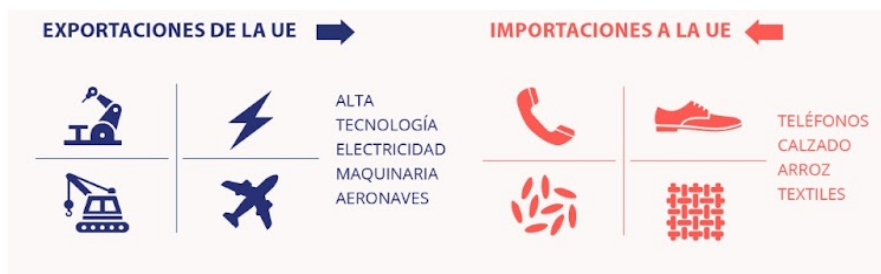 EXPORTACIONES DE LA UE
ALTA
TECNOLOGÍA
ELECTRICIDAD
MAQUINARIA
AERONAVES
IMPORTACIONES A LA UE
TELÉFONOS
CALZADO
ARROZ
TEXTILES